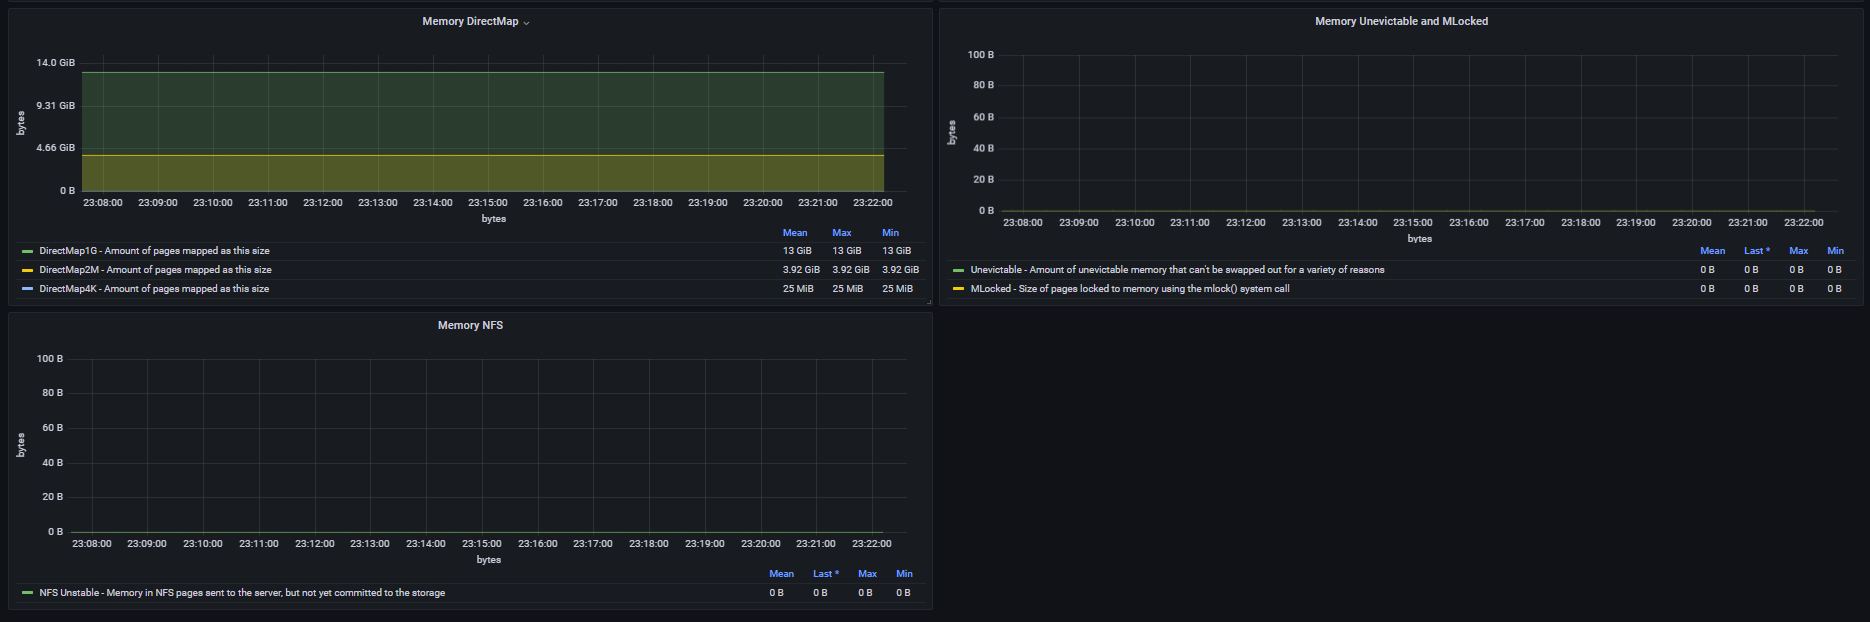 Memory DirectMap
14.0 GiB
9.31 GiB
4.66 GiB
0 B
bytes
23:08:00 23:09:00 23:10:00 23:11:00 23:12:00 23:13:00 23:14:00 23:15:00 23:16:00 23:17:00 23:18:00 23:19:00 23:20:00 23:21:00 23:22:00
bytes
Mean Max Min
DirectMap1G - Amount of pages mapped as this size 13 GiB 13 GiB 13 GiB
DirectMap2M - Amount of pages mapped as this size 3.92 GiB 3.92 GiB 3.92 GiB
DirectMap4K - Amount of pages mapped as this size 25 MiB 25 MiB 25 MiB
Memory Unevictable and MLocked
100 B
80 B
60 B
40 B
20 B
0 B
bytes
23:08:00 23:09:00 23:10:00 23:11:00 23:12:00 23:13:00 23:14:00 23:15:00 23:16:00 23:17:00 23:18:00 23:19:00 23:20:00 23:21:00 23:22:00
bytes
Mean Last * Max Min
Unevictable - Amount of unevictable memory that can't be swapped out for a variety of reasons 0 B 0 B 0 B 0 B
MLocked - Size of pages locked to memory using the mlock() system call 0 B 0 B 0 B 0 B
Memory NFS
100 B
80 B
60 B
40 B
20 B
0 B
bytes
23:08:00 23:09:00 23:10:00 23:11:00 23:12:00 23:13:00 23:14:00 23:15:00 23:16:00 23:17:00 23:18:00 23:19:00 23:20:00 23:21:00 23:22:00
bytes
Mean Last * Max Min
NFS Unstable - Memory in NFS pages sent to the server, but not yet committed to the storage 0 B 0 B 0 B 0 B